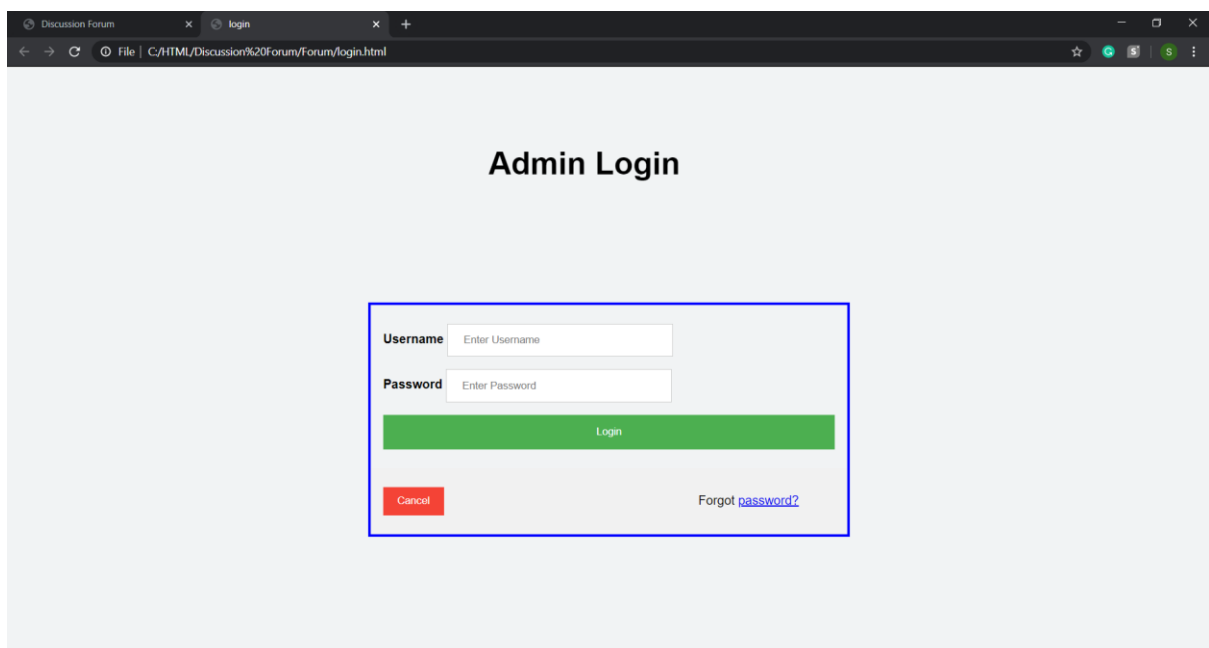 Discussion Forum login
File C:/HTML/Discussion%20Forum/Forum/login.html G S S
Admin Login
Username Enter Username
Password Enter Password
Login
Cancel Forgot password?